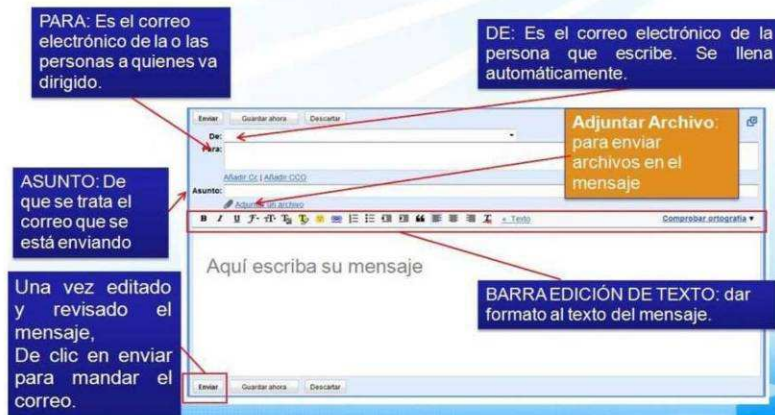 PARA: Es el correo
electrónico de la o las
personas a quienes va
dirigido.
DE: Es el correo electrónico de la
persona que escribe. Se llena
automáticamente.
Enviar Guardar ahora Descartar
De:
Para:
Adjuntar Archivo:
para enviar
archivos en el
mensaje
Añadir Cc | Añadir CCO
ASUNTO: De
que se trata el
correo que se
está enviando
Asunto:
Adjuntar un archivo
B I U « Texto Comprobar ortografía ▼
Aquí escriba su mensaje
BARRA EDICIÓN DE TEXTO: dar
formato al texto del mensaje.
Una vez editado
y revisado el
mensaje,
De clic en enviar
para mandar el
correo.
Enviar Guardar ahora Descartar